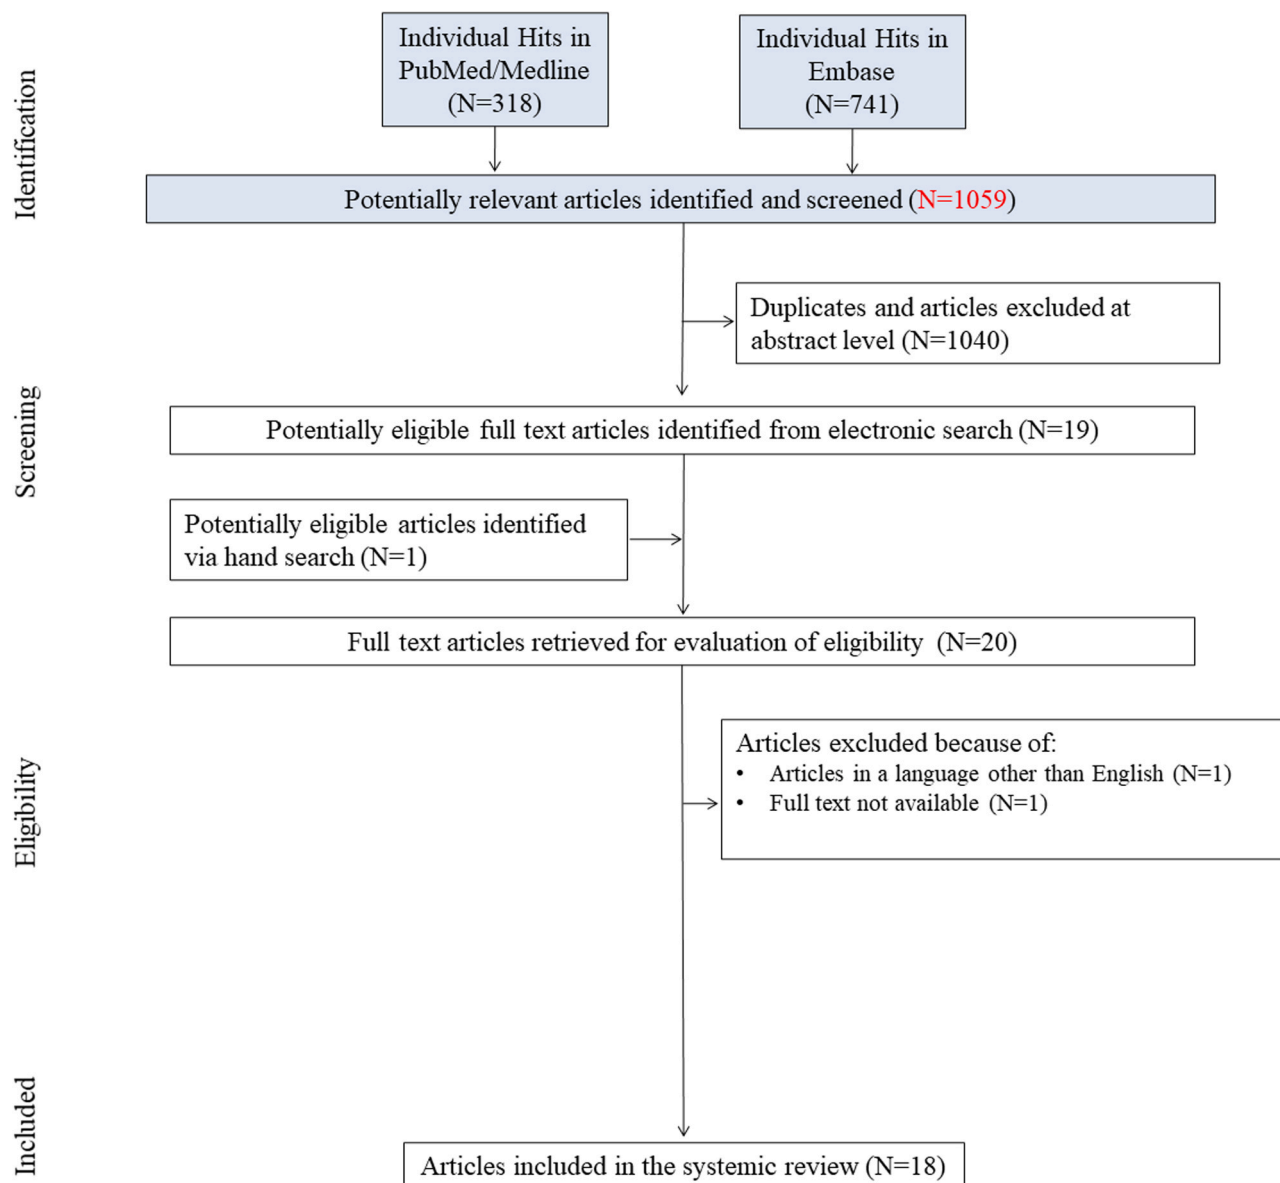 Individual Hits in
PubMed/Medline
(N=318)
Individual Hits in
Embase
(N=741)
Identification
Potentially relevant articles identified and screened (N=1059)
Duplicates and articles excluded at
abstract level (N=1040)
Screening
Potentially eligible full text articles identified from electronic search (N=19)
Potentially eligible articles identified
via hand search (N=1)
Full text articles retrieved for evaluation of eligibility (N=20)
Eligibility
Articles excluded because of:
• Articles in a language other than English (N=1)
• Full text not available (N=1)
Included
Articles included in the systemic review (N=18)